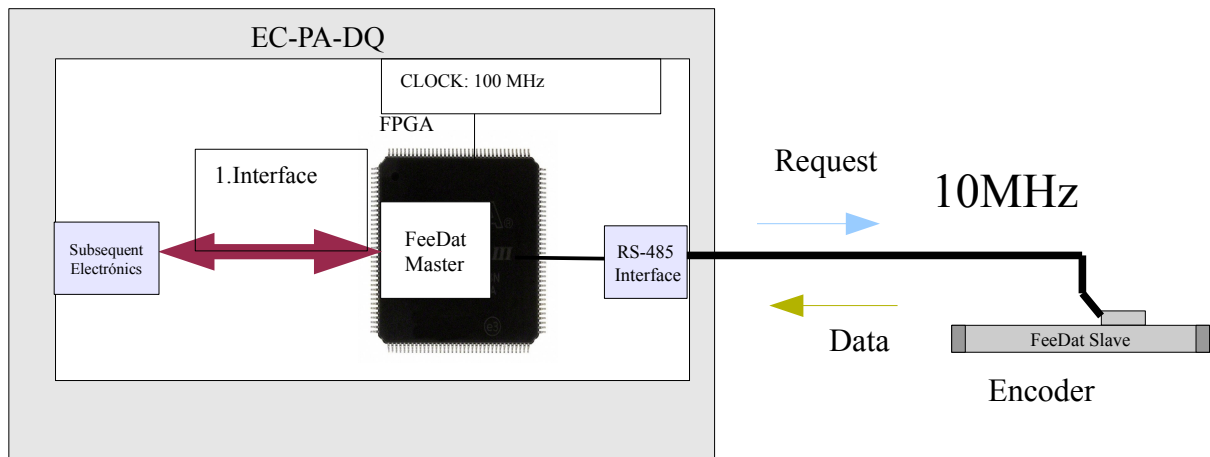 EC-PA-DQ
CLOCK: 100 MHz
FPGA
1.Interface
Subsequent
Electrónics
FeeDat
Master
RS-485
Interface
Request
10MHz
Data
FeeDat Slave
Encoder